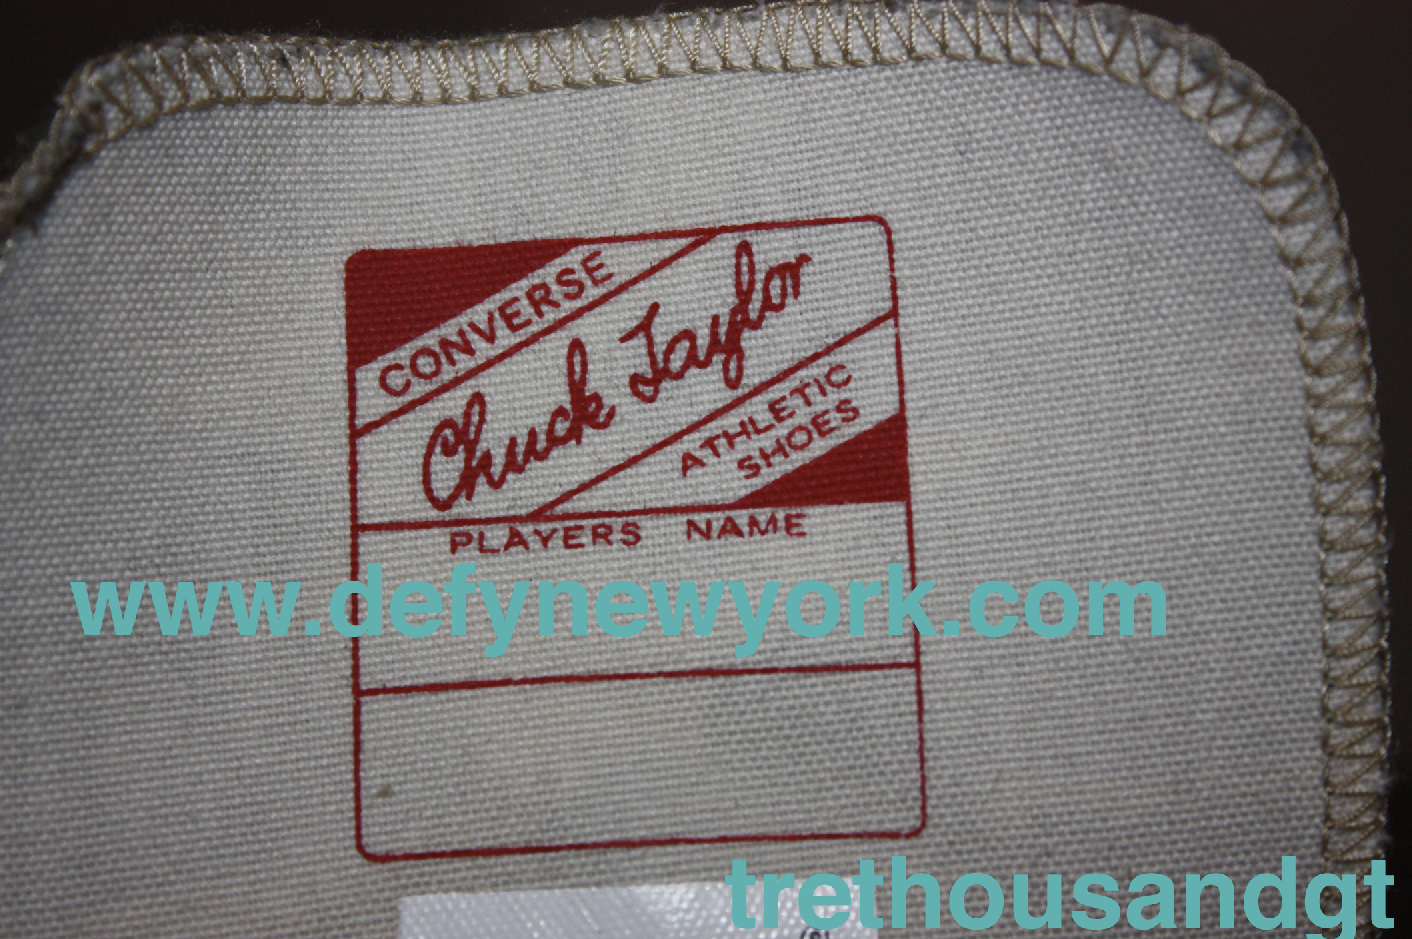 CONVERSE
Chuck Taylor
ATHLETIC
SHOES
PLAYERS NAME
www.defynewyork.com
trethousandgt